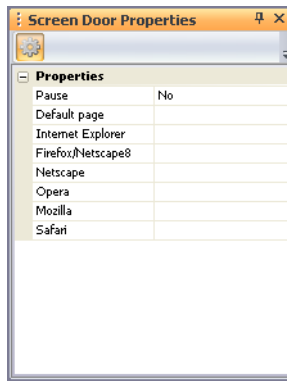 Screen Door Properties
Properties
Pause No
Default page
Internet Explorer
Firefox/Netscape8
Netscape
Opera
Mozilla
Safari